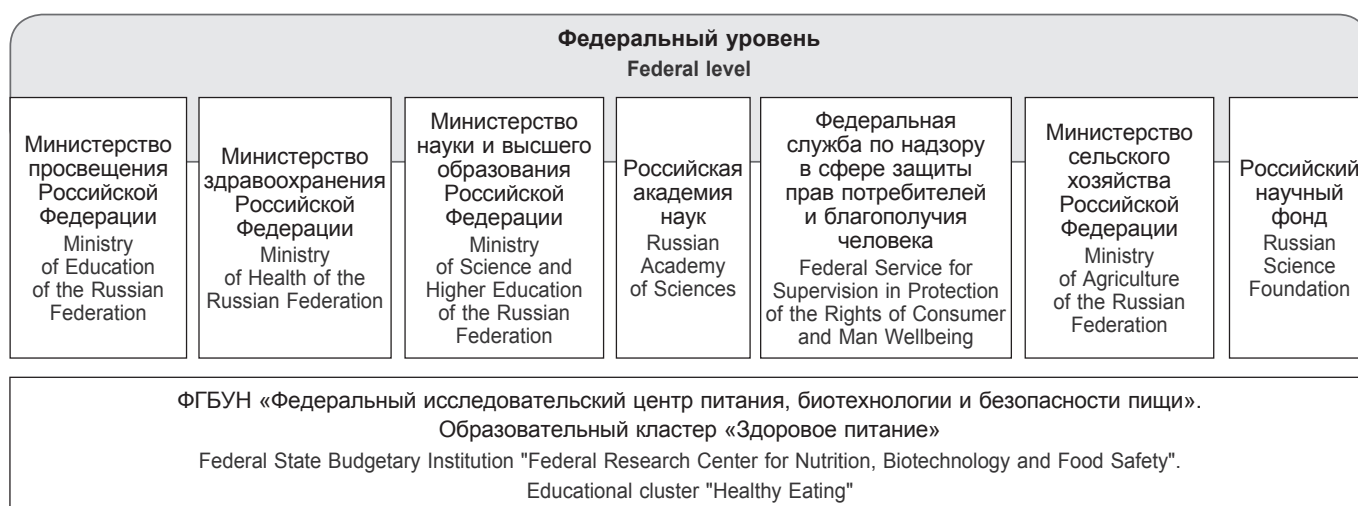 Федеральный уровень
Federal level
Министерство
просвещения
Российской
Федерации
Ministry
of Education
of the Russian
Federation
Министерство
здравоохранения
Российской
Федерации
Ministry
of Health of the
Russian Federation
Министерство
науки и высшего
образования
Российской
Федерации
Ministry
of Science and
Higher Education
of the Russian
Federation
Российская
академия
наук
Russian
Academy
of Sciences
Федеральная
служба по надзору
в сфере защиты
прав потребителей
и благополучия
человека
Federal Service for
Supervision in Protection
of the Rights of Consumer
and Man Wellbeing
Министерство
сельского
хозяйства
Российской
Федерации
Ministry
of Agriculture
of the Russian
Federation
Российский
научный
фонд
Russian
Science
Foundation
ФГБУН «Федеральный исследовательский центр питания, биотехнологии и безопасности пищи».
Образовательный кластер «Здоровое питание»
Federal State Budgetary Institution "Federal Research Center for Nutrition, Biotechnology and Food Safety".
Educational cluster "Healthy Eating"